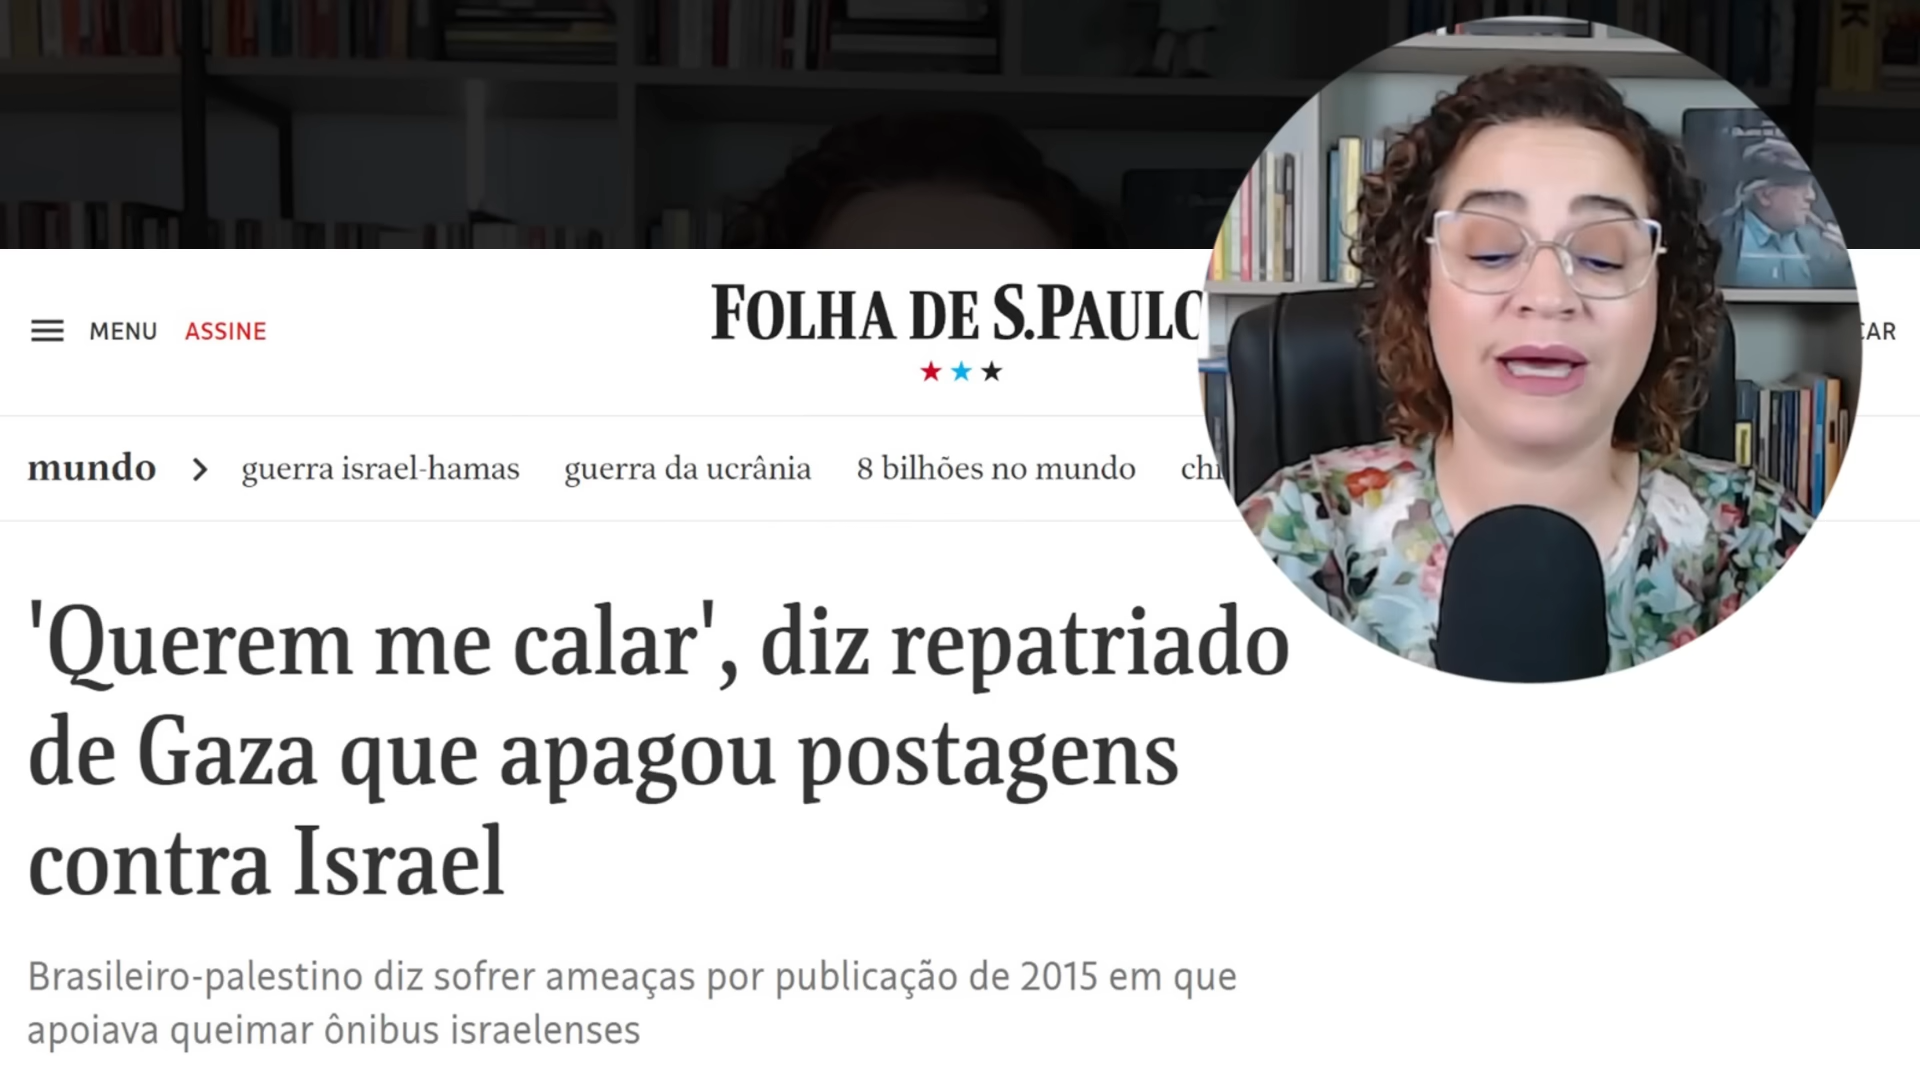 FOLHA DE S.PAULO
MENU ASSINE
mundo > guerra israel-hamas guerra da ucrânia 8 bilhões no mundo
'Querem me calar', diz repatriado
de Gaza que apagou postagens
contra Israel
Brasileiro-palestino diz sofrer ameaças por publicação de 2015 em que
apoiava queimar ônibus israelenses